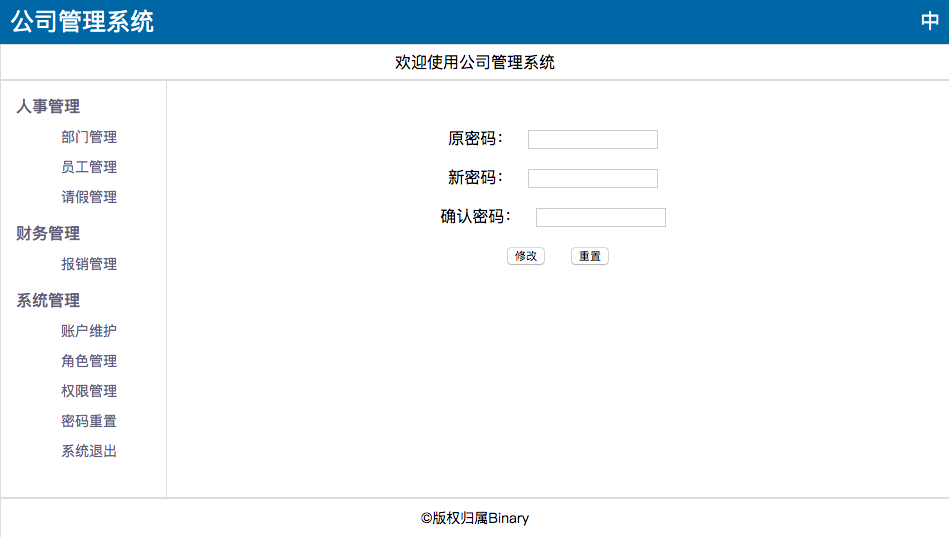 公司管理系统 中
欢迎使用公司管理系统
人事管理
部门管理
员工管理
请假管理
财务管理
报销管理
系统管理
账户维护
角色管理
权限管理
密码重置
系统退出
原密码：
新密码：
确认密码：
修改 重置
©版权归属Binary